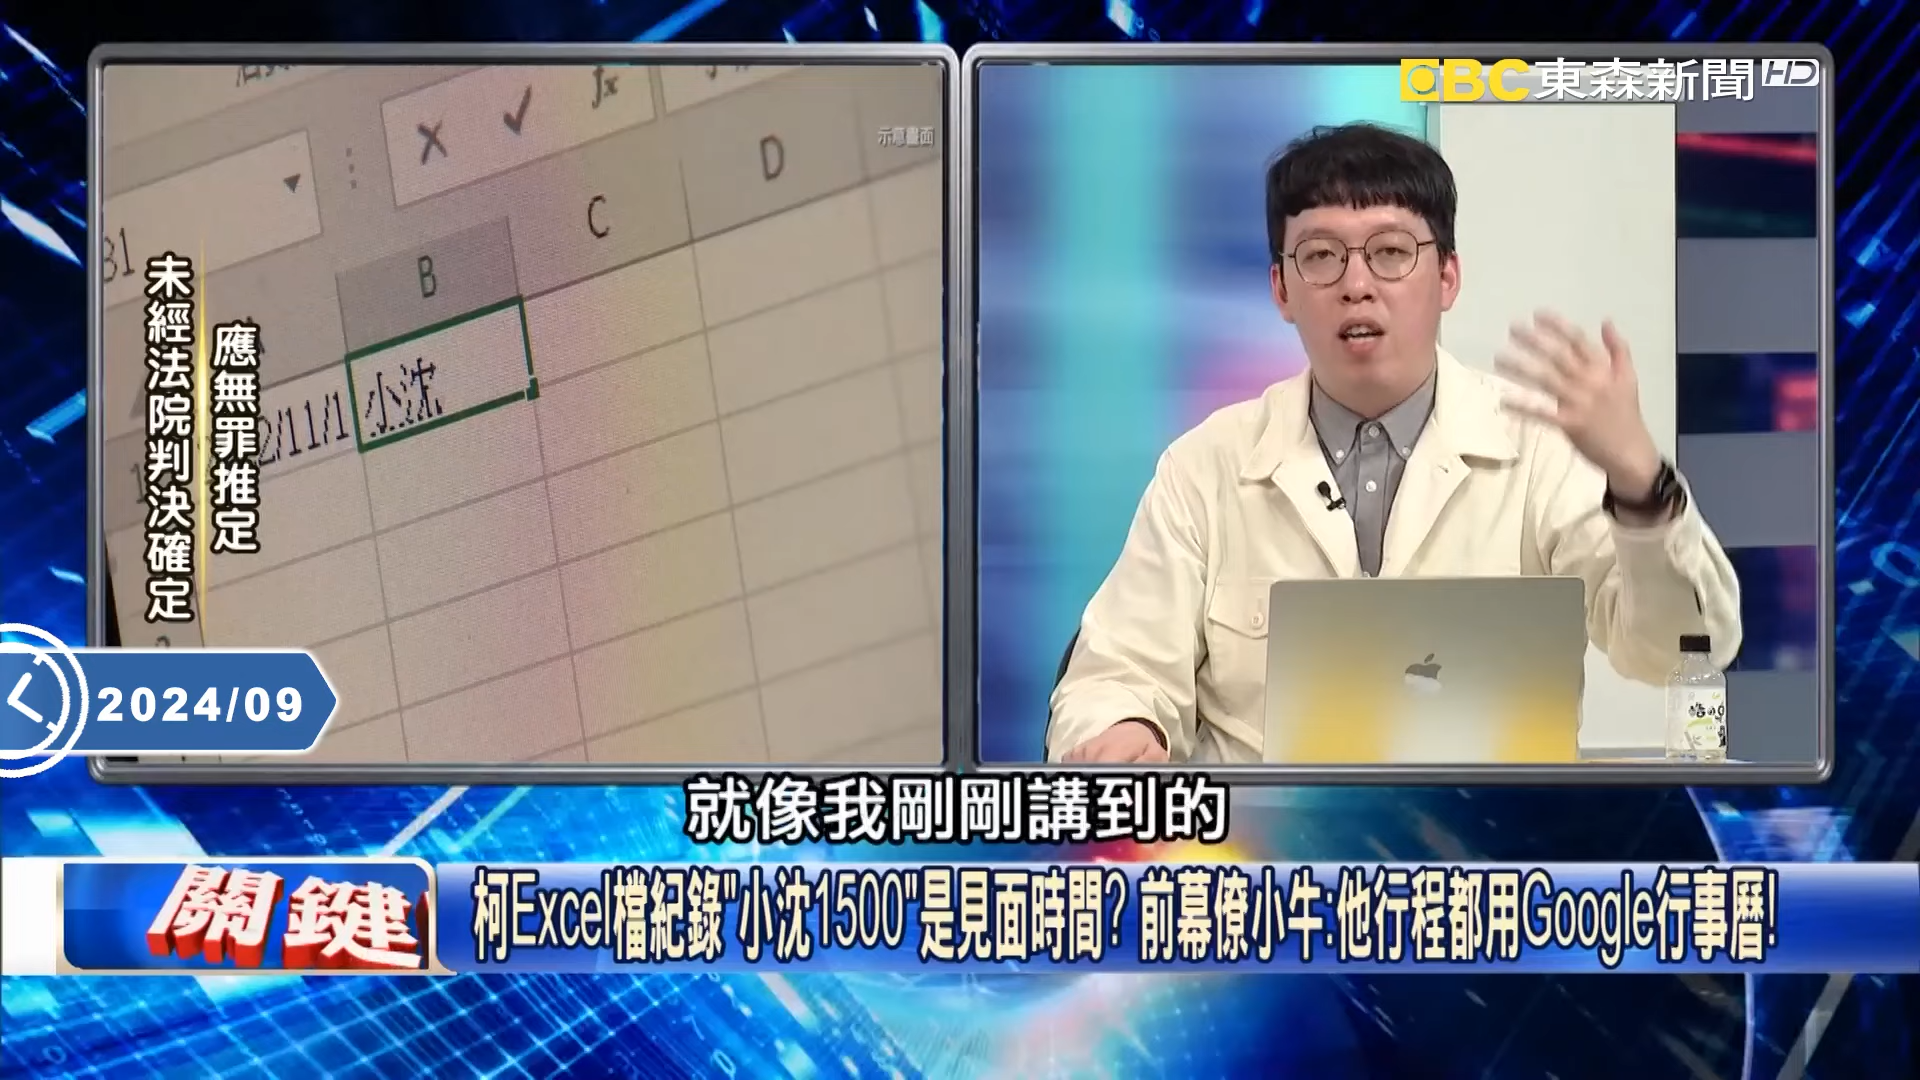 EBC東森新聞HD
示意畫面
fx
B1
B
C
D
2/11/1
小沈
1
未經法院判決確定
應無罪推定
2024/09
就像我剛剛講到的
關鍵
柯Excel檔紀錄"小沈1500"是見面時間? 前幕僚小牛:他行程都用Google行事曆!